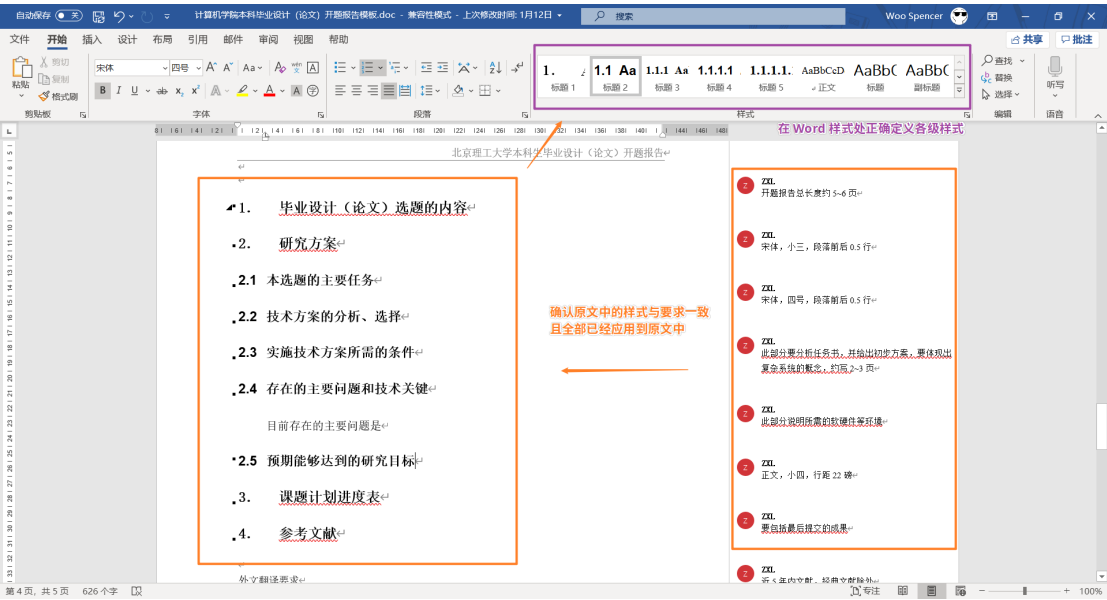 自动保存 关 计算机学院本科毕业设计（论文）开题报告模板.doc - 兼容性模式 - 上次修改时间: 1月12日 搜索 Woo Spencer
文件 开始 插入 设计 布局 引用 邮件 审阅 视图 帮助 共享 批注
粘贴 剪切 复制 格式刷
宋体 四号
B I U
1. 1.1 Aa 1.1.1 Aa 1.1.1.1 1.1.1.1. AaBbCcD AaBb( AaBb(
标题 1 标题 2 标题 3 标题 4 标题 5 正文 标题 副标题
查找 替换 选择 听写
剪贴板 字体 段落 样式 编辑 语音
在 Word 样式处正确定义各级样式
北京理工大学本科生毕业设计（论文）开题报告
1. 毕业设计（论文）选题的内容
2. 研究方案
2.1 本选题的主要任务
2.2 技术方案的分析、选择
2.3 实施技术方案所需的条件
2.4 存在的主要问题和技术关键
目前存在的主要问题是
2.5 预期能够达到的研究目标
3. 课题计划进度表
4. 参考文献
外文翻译要求
确认原文中的样式与要求一致
且全部已经应用到原文中
ZXL
开题报告总长度约 5~6 页
ZXL
宋体，小三，段落前后 0.5 行
ZXL
宋体，四号，段落前后 0.5 行
ZXL
此部分要分析任务书，并给出初步方案，要体现出
复杂系统的概念，约写 2~3 页
ZXL
此部分说明所需的软硬件等环境
ZXL
正文，小四，行距 22 磅
ZXL
要包括最后提交的成果
ZXL
近 5 年内文献，经典文献除外
第 4 页，共 5 页 626 个字 专注 100%